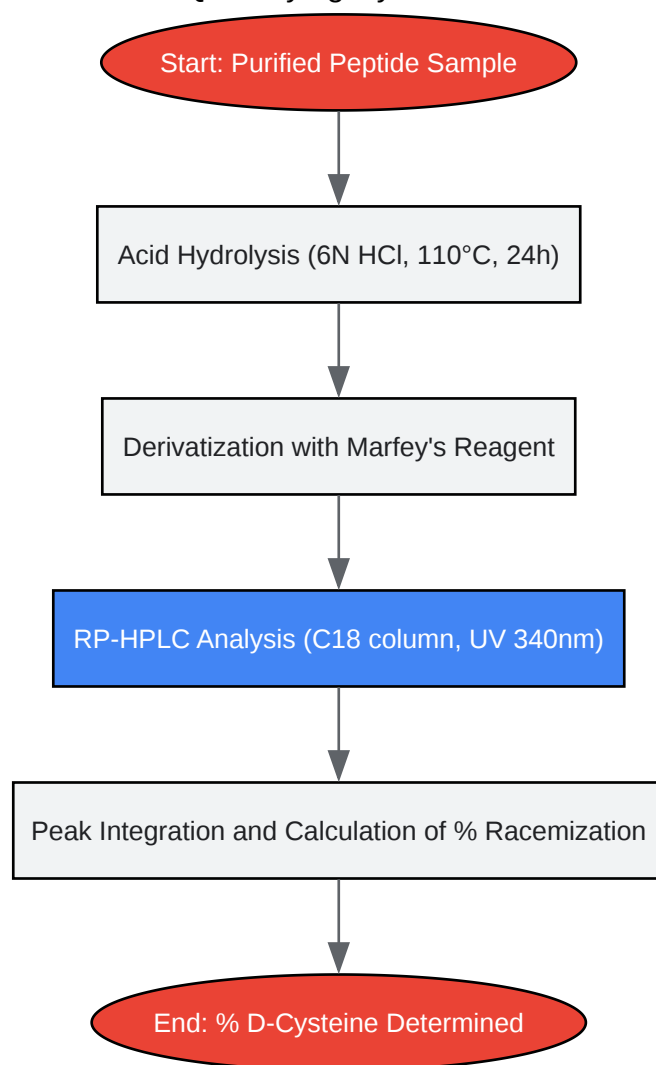 Start: Purified Peptide Sample
Acid Hydrolysis (6N HCl, 110°C, 24h)
Derivatization with Marfey's Reagent
RP-HPLC Analysis (C18 column, UV 340nm)
Peak Integration and Calculation of % Racemization
End: % D-Cysteine Determined